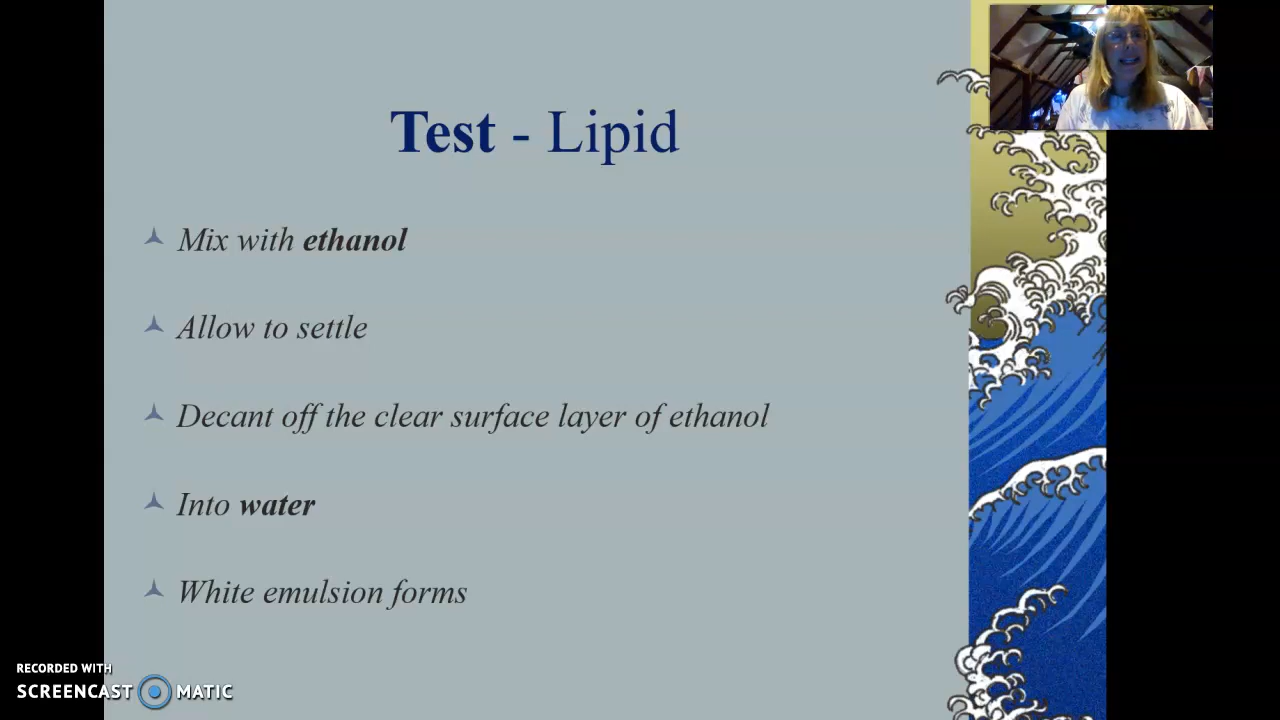 Test - Lipid
Mix with ethanol
Allow to settle
Decant off the clear surface layer of ethanol
Into water
White emulsion forms
RECORDED WITH
SCREENCAST MATIC